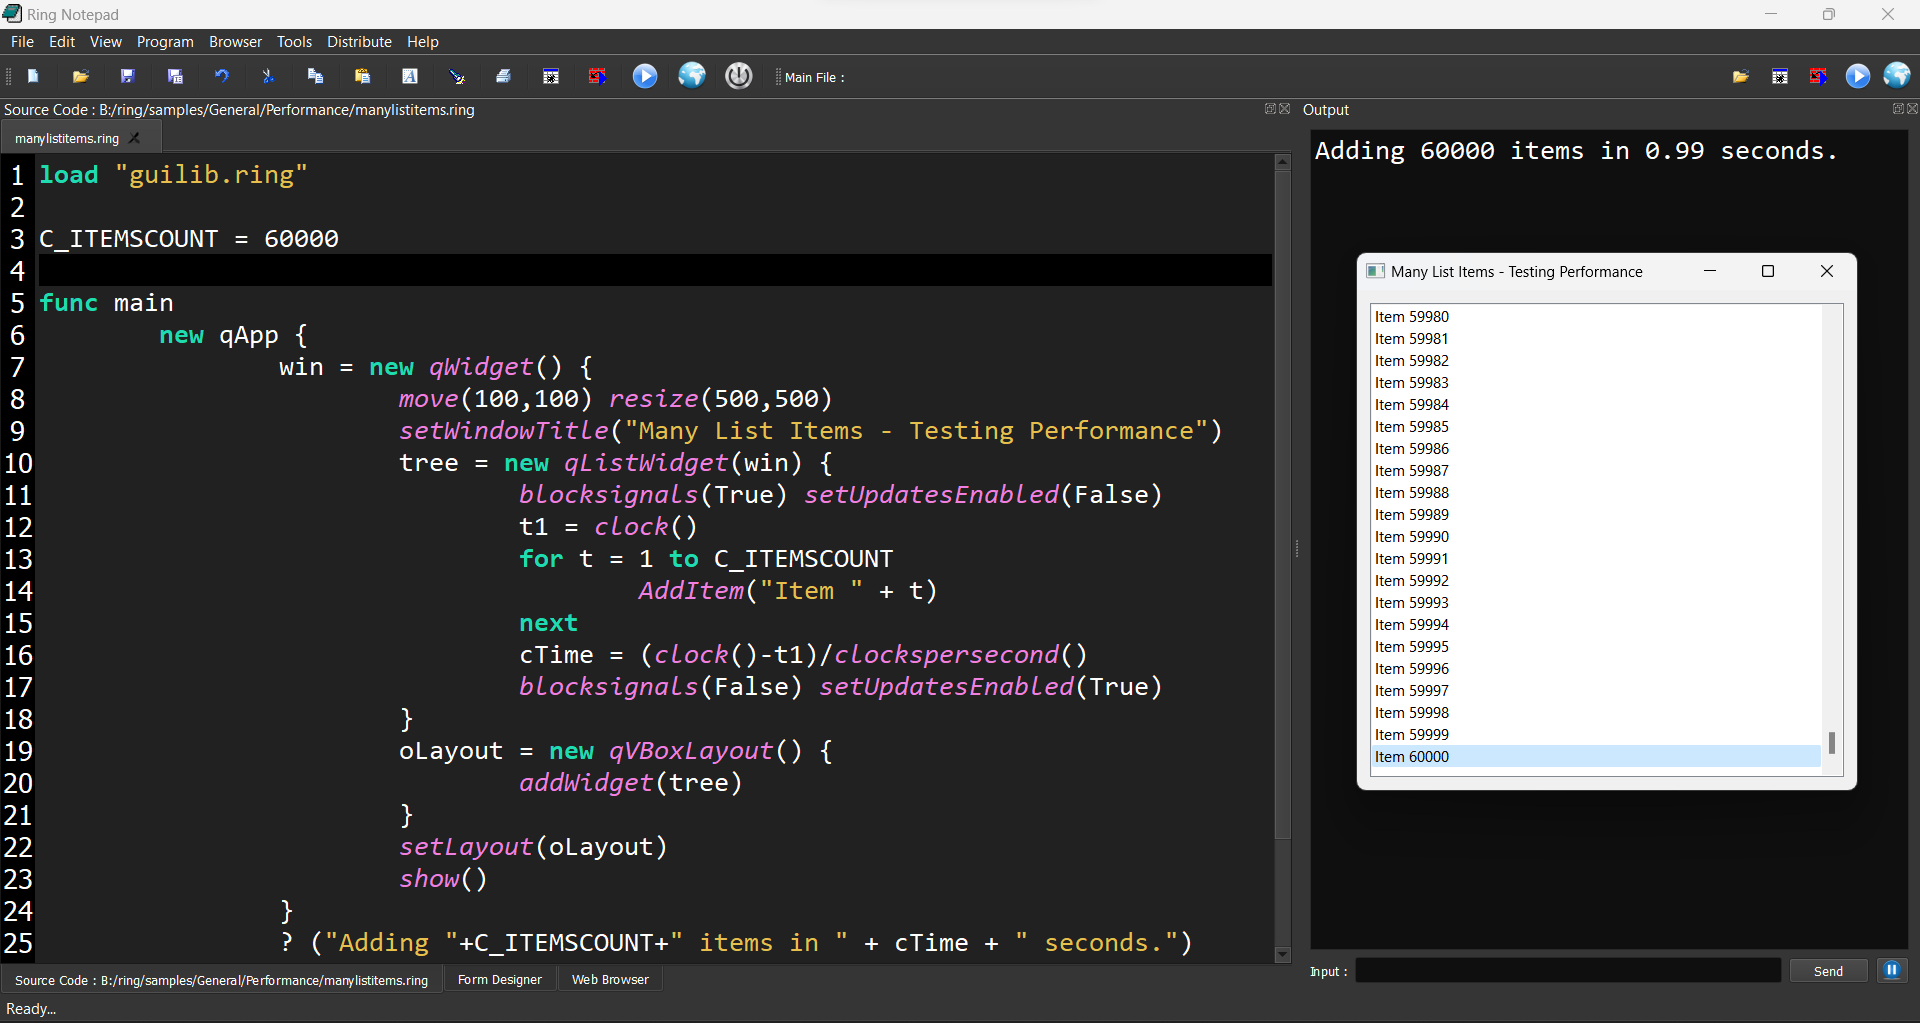 Ring Notepad
File Edit View Program Browser Tools Distribute Help
Main File :
Source Code : B:/ring/samples/General/Performance/manylistitems.ring
manylistitems.ring
1 load "guilib.ring"
2
3 C_ITEMSCOUNT = 60000
4
5 func main
6 new qApp {
7 win = new qWidget() {
8 move(100,100) resize(500,500)
9 setWindowTitle("Many List Items - Testing Performance")
10 tree = new qListWidget(win) {
11 blocksignals(True) setUpdatesEnabled(False)
12 t1 = clock()
13 for t = 1 to C_ITEMSCOUNT
14 AddItem("Item " + t)
15 next
16 cTime = (clock()-t1)/clockspersecond()
17 blocksignals(False) setUpdatesEnabled(True)
18 }
19 oLayout = new qVBoxLayout() {
20 addWidget(tree)
21 }
22 setLayout(oLayout)
23 show()
24 }
25 ? ("Adding "+C_ITEMSCOUNT+" items in " + cTime + " seconds.")
Source Code : B:/ring/samples/General/Performance/manylistitems.ring Form Designer Web Browser
Ready...
Output
Adding 60000 items in 0.99 seconds.
Many List Items - Testing Performance
Item 59980
Item 59981
Item 59982
Item 59983
Item 59984
Item 59985
Item 59986
Item 59987
Item 59988
Item 59989
Item 59990
Item 59991
Item 59992
Item 59993
Item 59994
Item 59995
Item 59996
Item 59997
Item 59998
Item 59999
Item 60000
Input : Send